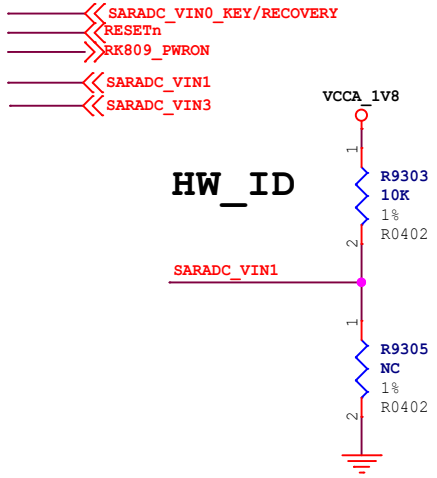 SARADC_VIN0_KEY/RECOVERY
RESETn
RK809_PWRON
SARADC_VIN1
SARADC_VIN3
VCCA_1V8
HW_ID
1
R9303
10K
1%
R0402
2
SARADC_VIN1
1
R9305
NC
1%
R0402
2